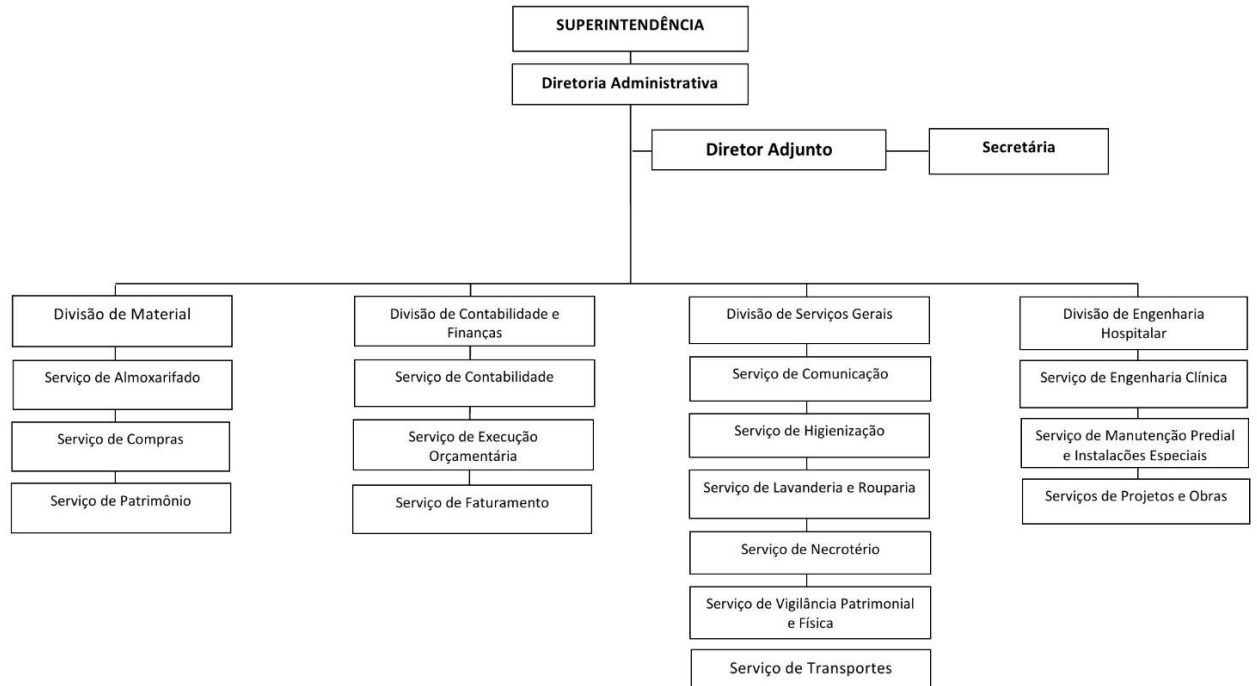 SUPERINTENDÊNCIA
Diretoria Administrativa
Diretor Adjunto
Secretária
Divisão de Material
Serviço de Almoxarifado
Serviço de Compras
Serviço de Patrimônio
Divisão de Contabilidade e
Finanças
Serviço de Contabilidade
Serviço de Execução
Orçamentária
Serviço de Faturamento
Divisão de Serviços Gerais
Serviço de Comunicação
Serviço de Higienização
Serviço de Lavanderia e Rouparia
Serviço de Necrotério
Serviço de Vigilância Patrimonial
e Física
Serviço de Transportes
Divisão de Engenharia
Hospitalar
Serviço de Engenharia Clínica
Serviço de Manutenção Predial
e Instalações Especiais
Serviços de Projetos e Obras